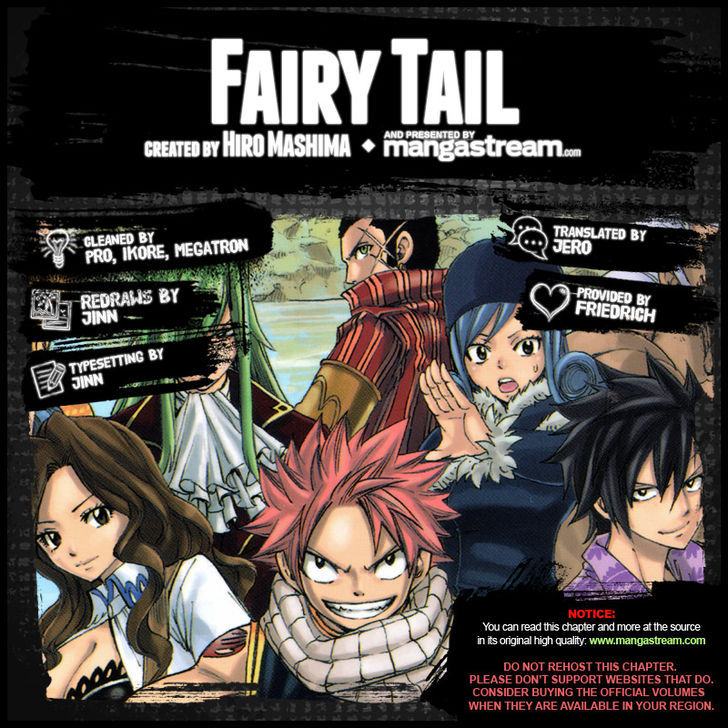 FAIRY TAIL
CREATED BY HIRO MASHIMA ◆ AND PRESENTED BY mangastream.com
CLEANED BY
PRO, IKORE, MEGATRON
REDRAWS BY
JINN
TYPESETTING BY
JINN
TRANSLATED BY
JERO
PROVIDED BY
FRIEDRICH
NOTICE:
You can read this chapter and more at the source
in its original high quality: www.mangastream.com
DO NOT REHOST THIS CHAPTER.
PLEASE DON'T SUPPORT WEBSITES THAT DO.
CONSIDER BUYING THE OFFICIAL VOLUMES
WHEN THEY ARE AVAILABLE IN YOUR REGION.